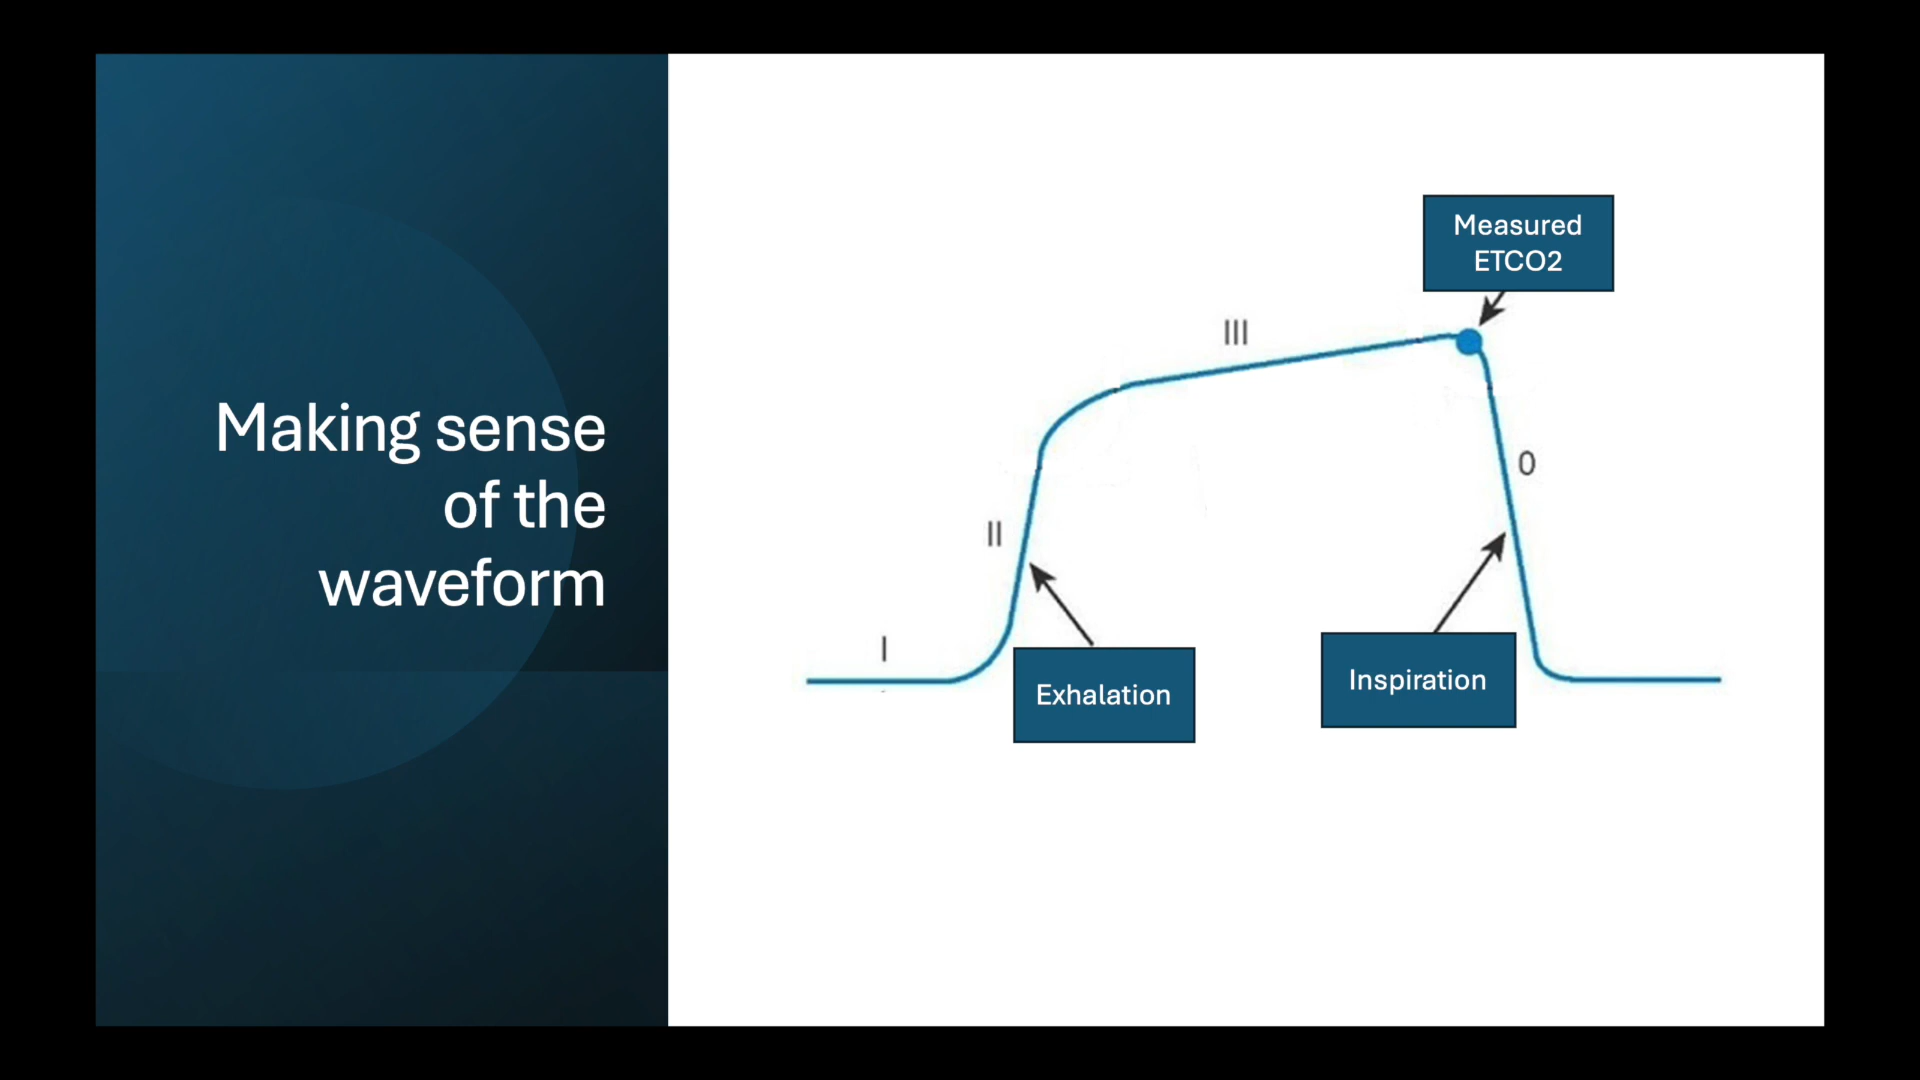 Making sense
of the
waveform
Measured
ETCO2
III
0
II
I
Exhalation
Inspiration